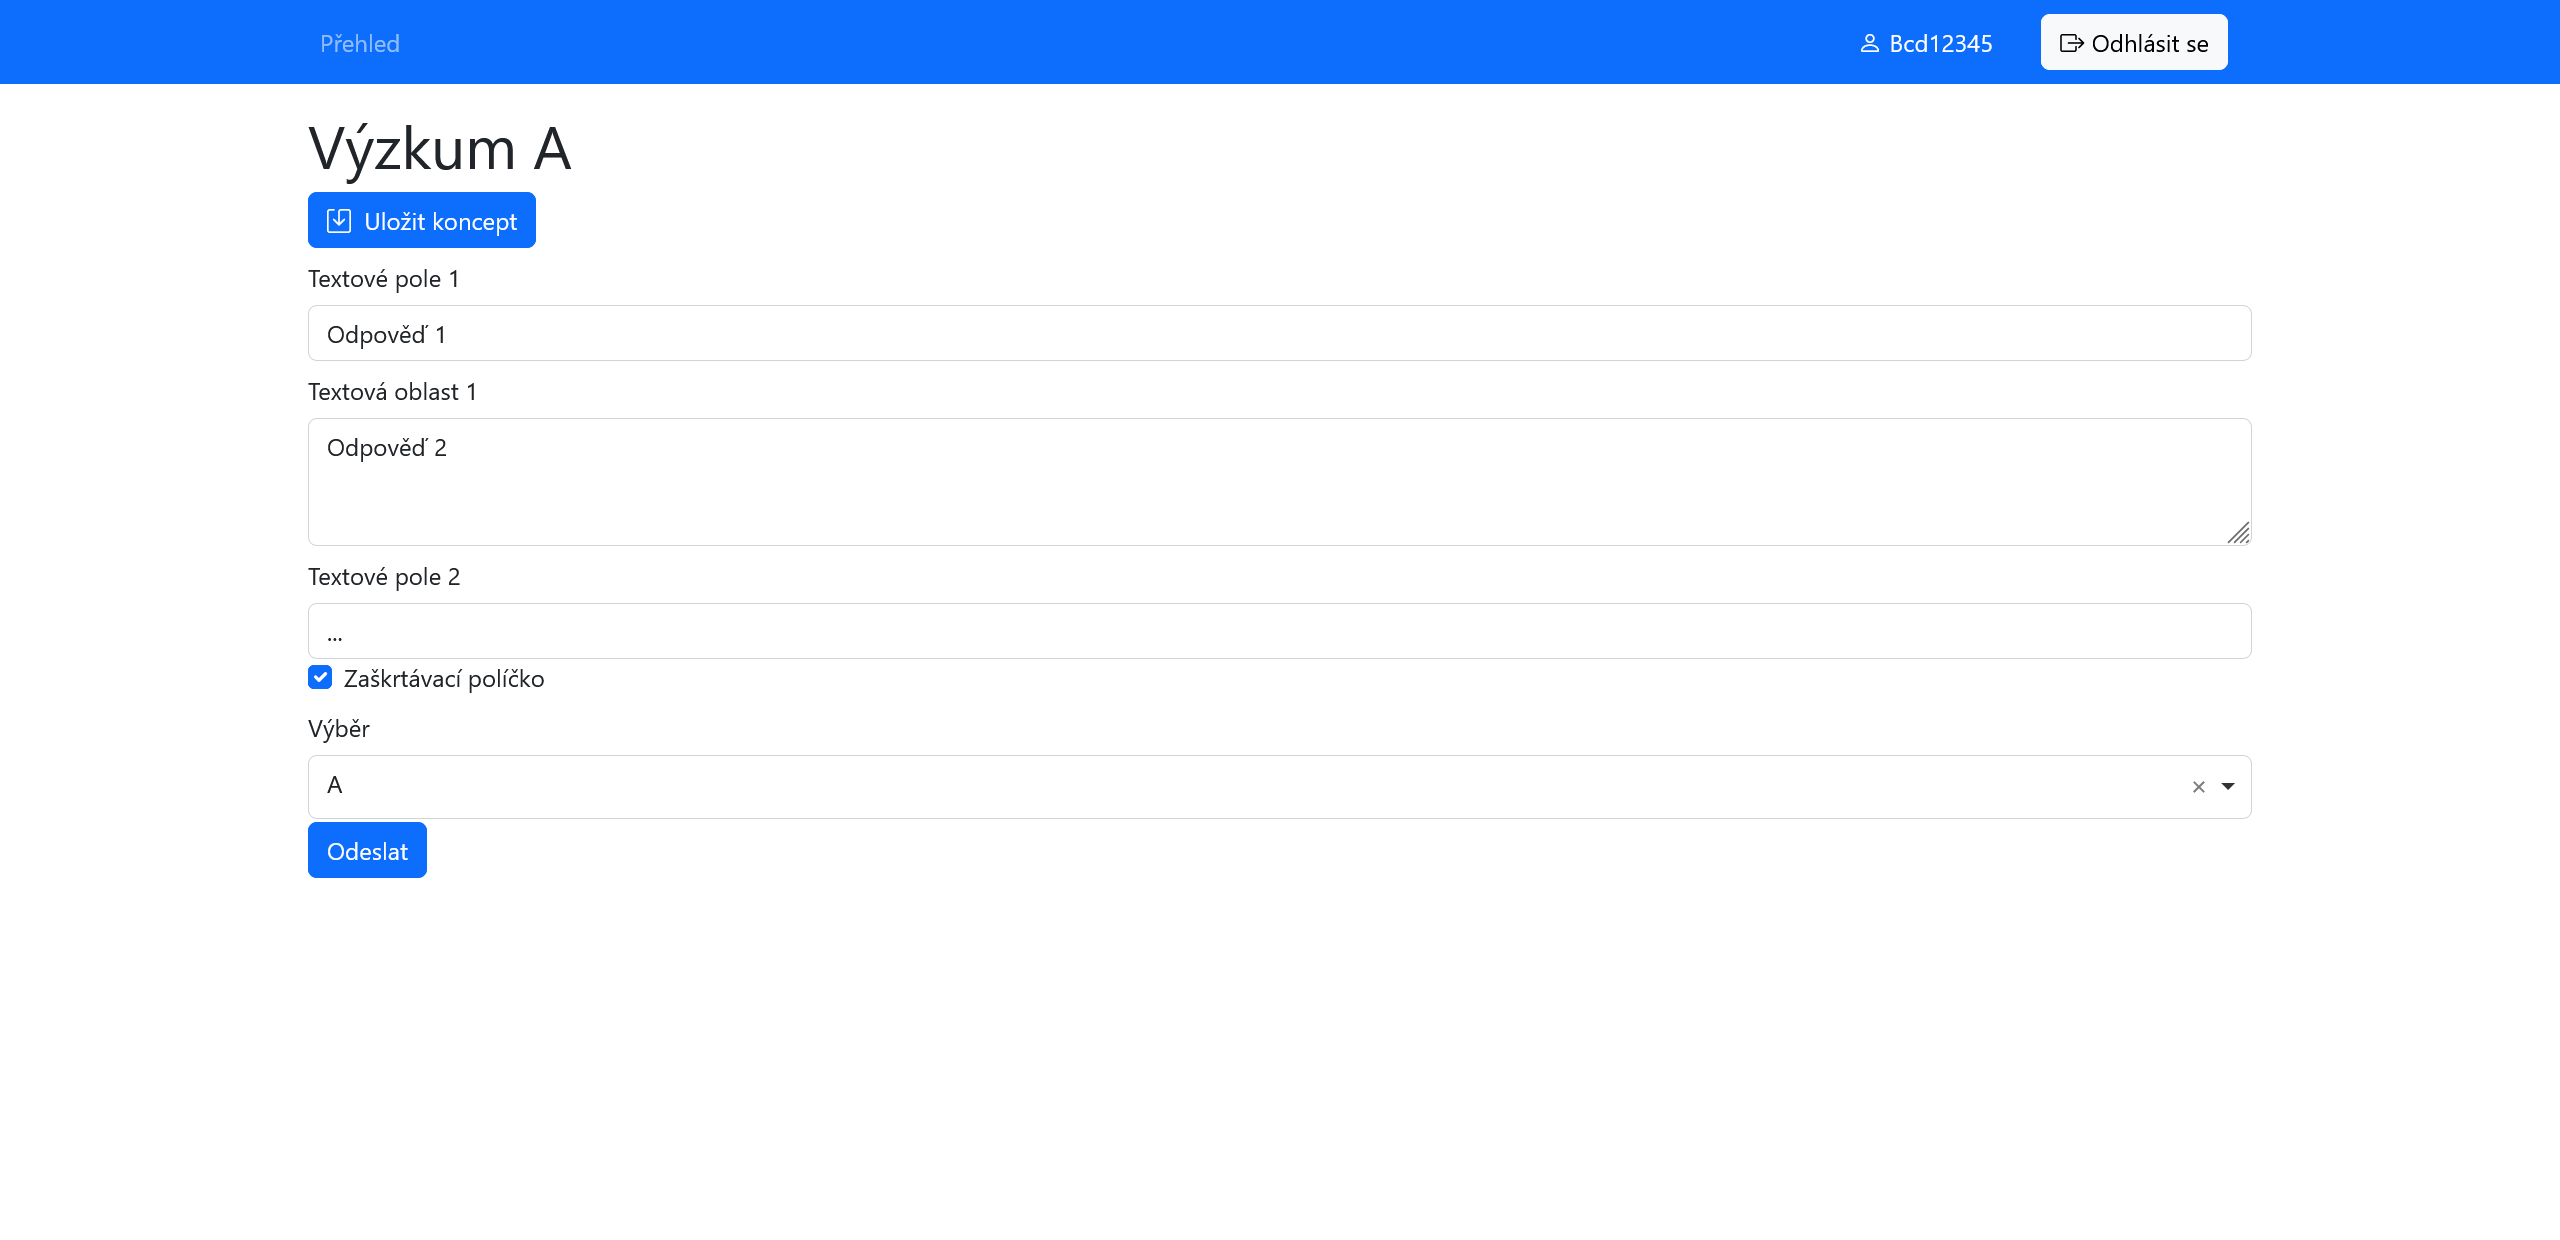 Přehled
Bcd12345
Odhlásit se
Výzkum A
Uložit koncept
Textové pole 1
Odpověď 1
Textová oblast 1
Odpověď 2
Textové pole 2
...
Zaškrtávací políčko
Výběr
A
Odeslat